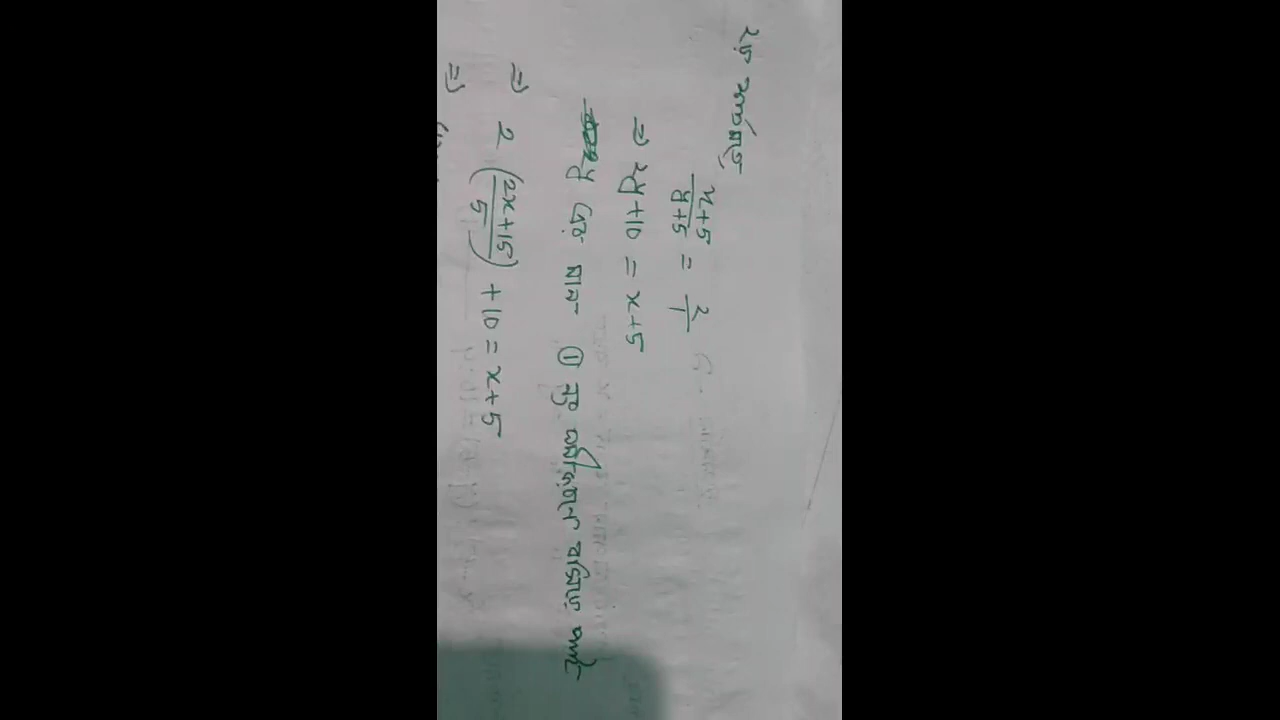 ২য় সর্তমতে
x+5/y+5 = 2/1
=> 2y+10 = x+5
y এর মান ① নং সমীকরণে বসিয়ে পাই
=> 2 (2x+15/5) +10 = x+5
=>